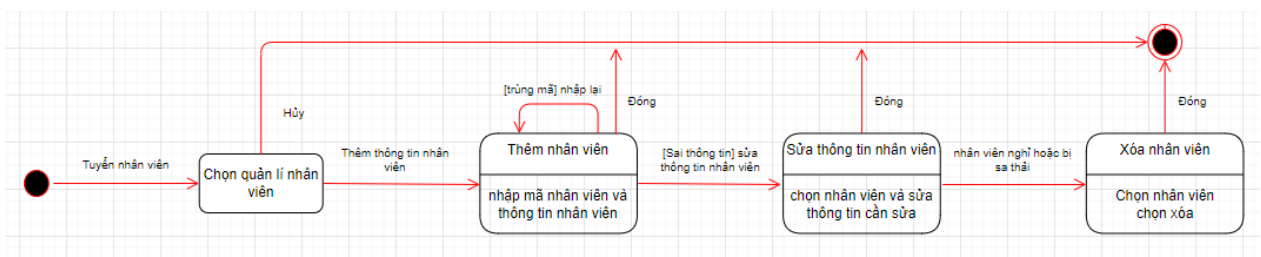 [trùng mã] nhập lại
Đóng
Đóng
Đóng
Hủy
Tuyển nhân viên
Chọn quản lí nhân
viên
Thêm thông tin nhân
viên
Thêm nhân viên
nhập mã nhân viên và
thông tin nhân viên
[Sai thông tin] sửa
thông tin nhân viên
Sửa thông tin nhân viên
chọn nhân viên và sửa
thông tin cần sửa
nhân viên nghỉ hoặc bị
sa thải
Xóa nhân viên
Chọn nhân viên
chọn xóa